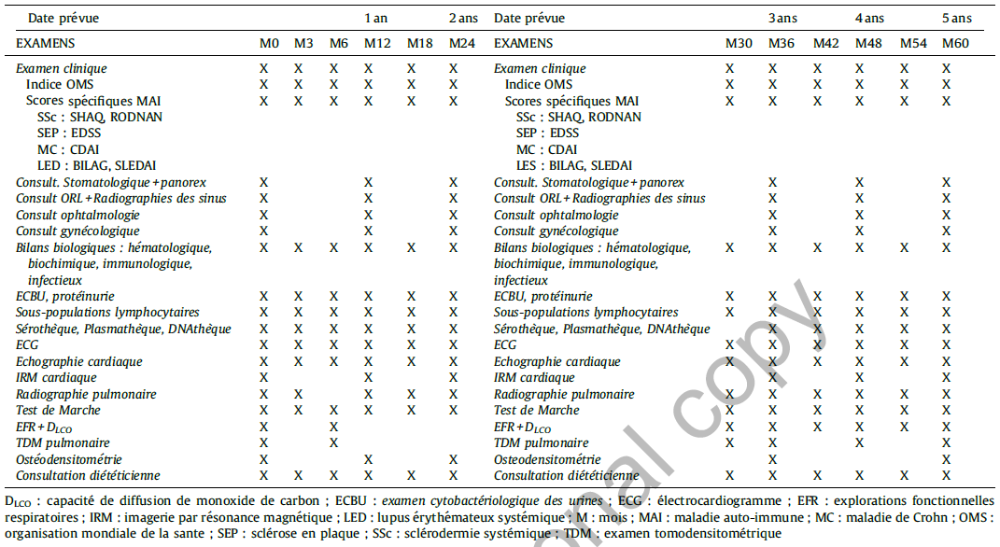 Date prévue 1 an 2 ans Date prévue 3 ans 4 ans 5 ans
EXAMENS M0 M3 M6 M12 M18 M24 EXAMENS M30 M36 M42 M48 M54 M60
Examen clinique X X X X X X Examen clinique X X X X X X
Indice OMS X X X X X X Indice OMS X X X X X X
Scores spécifiques MAI X X X X X X Scores spécifiques MAI X X X X X X
SSc : SHAQ, RODNAN SSc : SHAQ, RODNAN
SEP : EDSS SEP : EDSS
MC : CDAI MC : CDAI
LED : BILAG, SLEDAI LES : BILAG, SLEDAI
Consult. Stomatologique + panorex X X X Consult. Stomatologique + panorex X X X
Consult ORL + Radiographies des sinus X X X Consult ORL + Radiographies des sinus X X X
Consult ophtalmologie X X X Consult ophtalmologie X X X
Consult gynécologique X X X Consult gynécologique X X X
Bilans biologiques : hématologique, X X X X X X Bilans biologiques : hématologique, X X X X X X
biochimique, immunologique, biochimique, immunologique,
infectieux infectieux
ECBU, protéinurie X X X X X X ECBU, protéinurie X X X X X X
Sous-populations lymphocytaires X X X X X X Sous-populations lymphocytaires X X X X X X
Sérothèque, Plasmathèque, DNAthèque X X X X X X Sérothèque, Plasmathèque, DNAthèque X X X X X
ECG X X X X X X ECG X X X X X X
Echographie cardiaque X X X X X X Echographie cardiaque X X X X X X
IRM cardiaque X X X IRM cardiaque X X X
Radiographie pulmonaire X X X X X Radiographie pulmonaire X X X X X X
Test de Marche X X X X X X Test de Marche X X X X X X
EFR + DLCO X X EFR + DLCO X X X X X X
TDM pulmonaire X X TDM pulmonaire X X X X
Ostéodensitométrie X X X Osteodensitométrie X X
Consultation diététicienne X X X X X X Consultation diététicienne X X X X X
DLCO : capacité de diffusion de monoxide de carbon ; ECBU : examen cytobactériologique des urines ; ECG : électrocardiogramme ; EFR : explorations fonctionnelles
respiratoires ; IRM : imagerie par résonance magnétique ; LED : lupus érythémateux systémique ; M : mois ; MAI : maladie auto-immune ; MC : maladie de Crohn ; OMS :
organisation mondiale de la sante ; SEP : sclérose en plaque ; SSc : sclérodermie systémique ; TDM : examen tomodensitométrique
onal copy